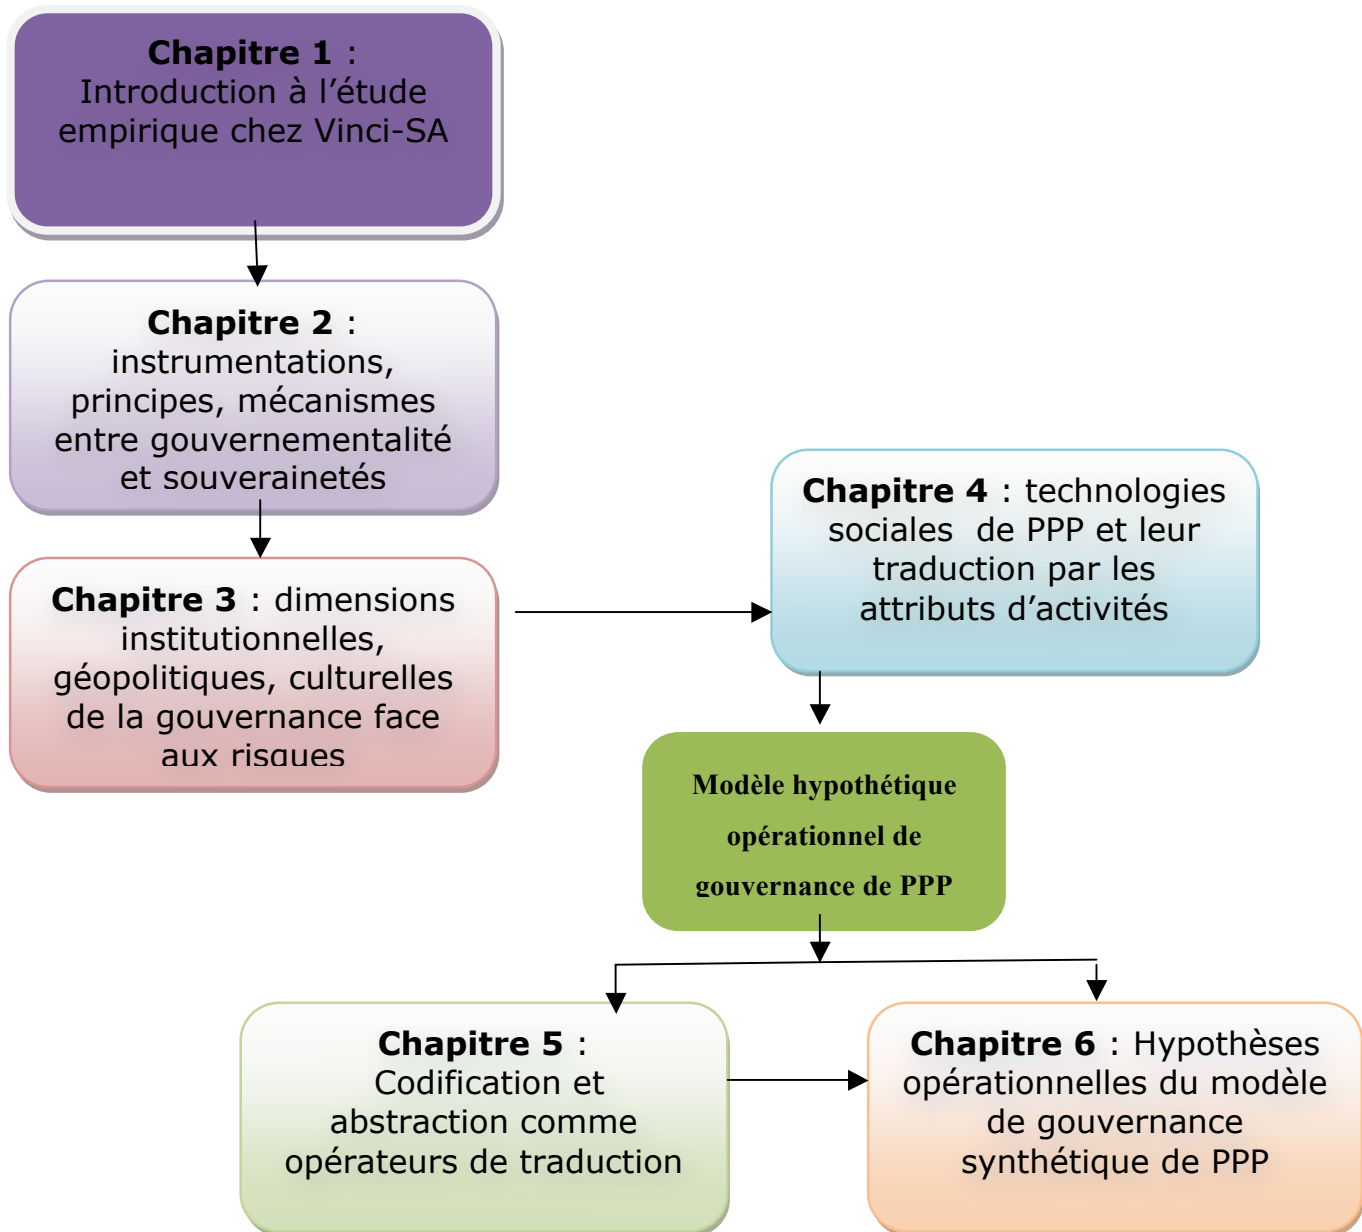 Chapitre 1 :
Introduction à l’étude
empirique chez Vinci-SA
Chapitre 2 :
instrumentations,
principes, mécanismes
entre gouvernementalité
et souverainetés
Chapitre 3 : dimensions
institutionnelles,
géopolitiques, culturelles
de la gouvernance face
aux risques
Chapitre 4 : technologies
sociales de PPP et leur
traduction par les
attributs d’activités
Modèle hypothétique
opérationnel de
gouvernance de PPP
Chapitre 5 :
Codification et
abstraction comme
opérateurs de traduction
Chapitre 6 : Hypothèses
opérationnelles du modèle
de gouvernance
synthétique de PPP